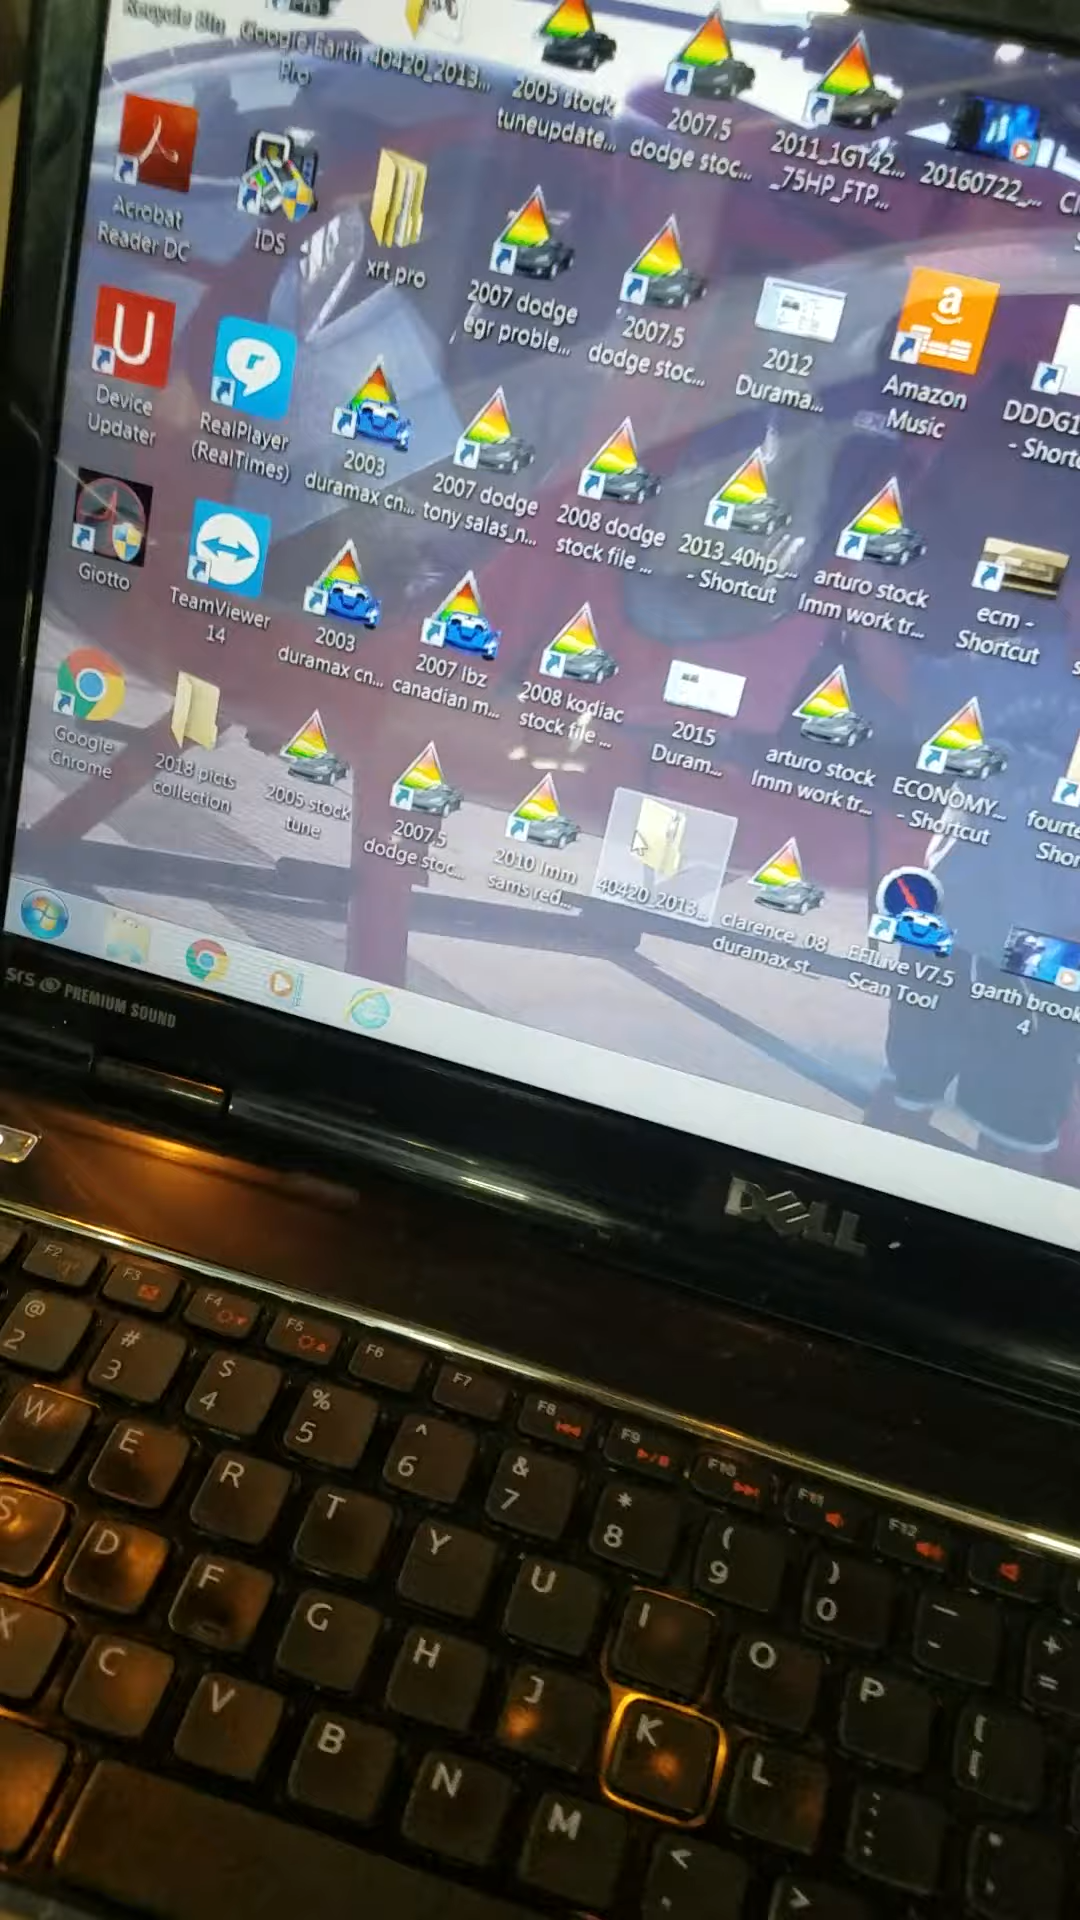 Recycle Bin
Google Earth
Pro
40420_2013...
2005 stock
tuneupdate...
2007.5
dodge stoc...
2011_1GT42...
_75HP_FTP...
20160722_...
Acrobat
Reader DC
IDS
xrt.pro
2007 dodge
egr proble...
2007.5
dodge stoc...
2012
Durama...
a
Amazon
Music
DDDG1
- Shortc
U
Device
Updater
RealPlayer
(RealTimes)
2003
duramax cn...
2007 dodge
tony salas_n...
2008 dodge
stock file ...
2013_40hp_...
- Shortcut
arturo stock
lmm work tr...
ecm -
Shortcut
Giotto
TeamViewer
14
2003
duramax cn...
2007 lbz
canadian m...
2008 kodiac
stock file ...
2015
Duram...
arturo stock
lmm work tr...
ECONOMY...
- Shortcut
fourte
Shor
Google
Chrome
2018 picts
collection
2005 stock
tune
2007.5
dodge stoc...
2010 lmm
sams red...
40420_2013...
clarence_08
duramax st...
EFILive V7.5
Scan Tool
garth brook
4
SRS PREMIUM SOUND
DELL
F2 F3 F4 F5 F6 F7 F8 F9 F10 F11 F12
@ # $ % ^ & * ( ) _ +
2 3 4 5 6 7 8 9 0 - =
W E R T Y U I O P { [
S D F G H J K L : ;
X C V B N M < , >